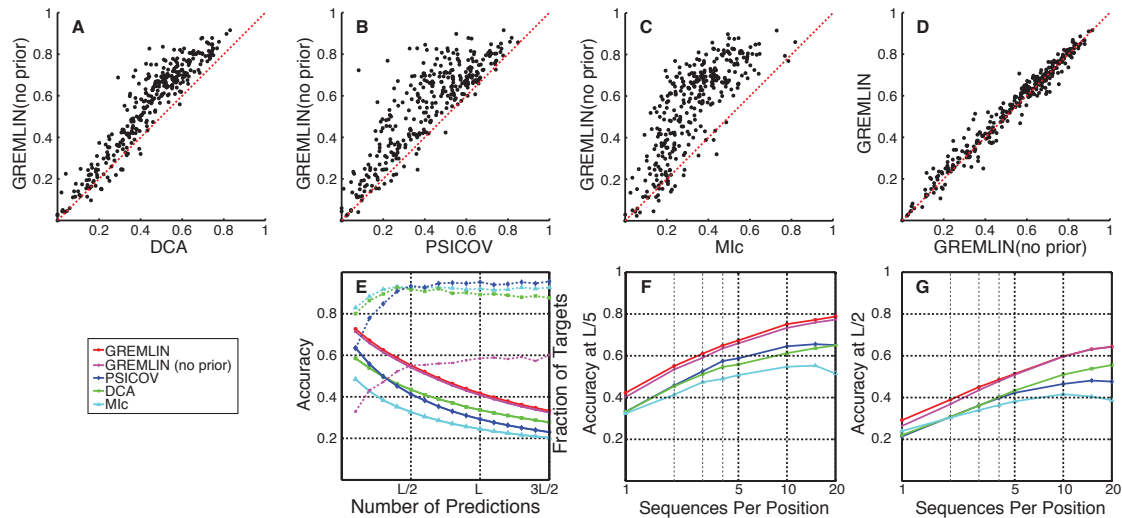 A
1
0.8
0.6
0.4
0.2
0.2 0.4 0.6 0.8 1
GREMLIN(no prior)
DCA
B
1
0.8
0.6
0.4
0.2
0.2 0.4 0.6 0.8 1
GREMLIN(no prior)
PSICOV
C
1
0.8
0.6
0.4
0.2
0.2 0.4 0.6 0.8 1
GREMLIN(no prior)
MIc
D
1
0.8
0.6
0.4
0.2
0.2 0.4 0.6 0.8 1
GREMLIN
GREMLIN(no prior)
GREMLIN
GREMLIN (no prior)
PSICOV
DCA
MIc
E
0.8
0.6
0.4
0.2
L/2 L 3L/2
Accuracy
Fraction of Targets
Number of Predictions
F
1
0.8
0.6
0.4
0.2
1 5 10 20
Accuracy at L/5
Sequences Per Position
G
1
0.8
0.6
0.4
0.2
1 5 10 20
Accuracy at L/2
Sequences Per Position